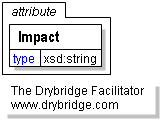 attribute
Impact
type xsd:string
The Drybridge Facilitator
www.drybridge.com